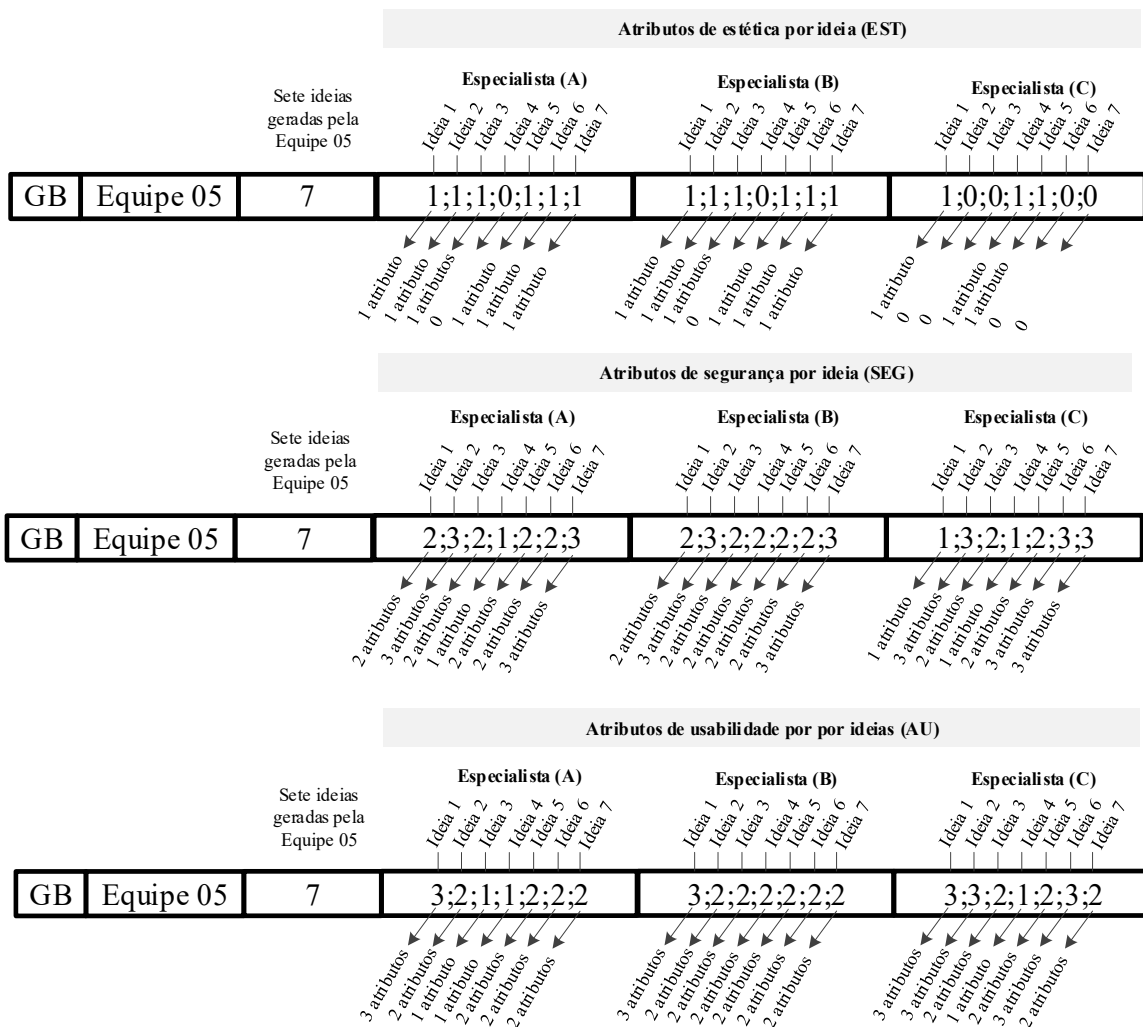 Atributos de estética por ideia (EST)
Especialista (A)
Especialista (B)
Especialista (C)
Sete ideias
geradas pela
Equipe 05
Ideia 1
Ideia 2
Ideia 3
Ideia 4
Ideia 5
Ideia 6
Ideia 7
Ideia 1
Ideia 2
Ideia 3
Ideia 4
Ideia 5
Ideia 6
Ideia 7
Ideia 1
Ideia 2
Ideia 3
Ideia 4
Ideia 5
Ideia 6
Ideia 7
GB Equipe 05 7 1;1;1;0;1;1;1 1;1;1;0;1;1;1 1;0;0;1;1;0;0
1 atributo
1 atributo
1 atributos
0
1 atributo
1 atributo
1 atributo
1 atributo
1 atributo
1 atributos
0
1 atributo
1 atributo
1 atributo
1 atributo
0
0
1 atributo
1 atributo
0
0
Atributos de segurança por ideia (SEG)
Especialista (A)
Especialista (B)
Especialista (C)
Sete ideias
geradas pela
Equipe 05
Ideia 1
Ideia 2
Ideia 3
Ideia 4
Ideia 5
Ideia 6
Ideia 7
Ideia 1
Ideia 2
Ideia 3
Ideia 4
Ideia 5
Ideia 6
Ideia 7
Ideia 1
Ideia 2
Ideia 3
Ideia 4
Ideia 5
Ideia 6
Ideia 7
GB Equipe 05 7 2;3;2;1;2;2;3 2;3;2;2;2;2;3 1;3;2;1;2;3;3
2 atributos
3 atributos
2 atributos
1 atributo
2 atributos
2 atributos
3 atributos
2 atributos
3 atributos
2 atributos
2 atributos
2 atributos
2 atributos
3 atributos
1 atributo
3 atributos
2 atributos
1 atributo
2 atributos
3 atributos
3 atributos
Atributos de usabilidade por por ideias (AU)
Especialista (A)
Especialista (B)
Especialista (C)
Sete ideias
geradas pela
Equipe 05
Ideia 1
Ideia 2
Ideia 3
Ideia 4
Ideia 5
Ideia 6
Ideia 7
Ideia 1
Ideia 2
Ideia 3
Ideia 4
Ideia 5
Ideia 6
Ideia 7
Ideia 1
Ideia 2
Ideia 3
Ideia 4
Ideia 5
Ideia 6
Ideia 7
GB Equipe 05 7 3;2;1;1;2;2;2 3;2;2;2;2;2;2 3;3;2;1;2;3;2
3 atributos
2 atributos
1 atributo
1 atributo
2 atributos
2 atributos
2 atributos
3 atributos
2 atributos
2 atributos
2 atributos
2 atributos
2 atributos
2 atributos
3 atributos
3 atributos
2 atributos
1 atributo
2 atributos
3 atributos
2 atributos